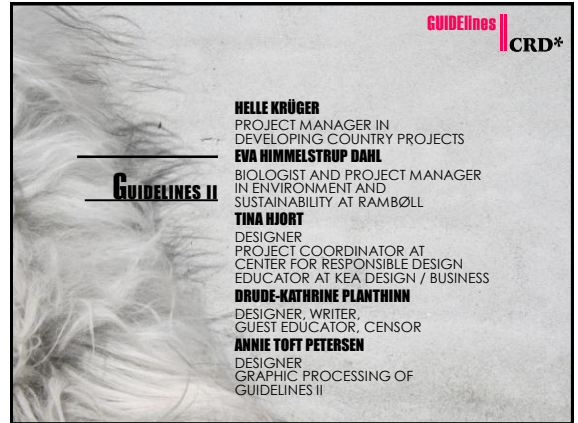 GUIDElines
CRD*
HELLE KRÜGER
PROJECT MANAGER IN
DEVELOPING COUNTRY PROJECTS
EVA HIMMELSTRUP DAHL
GUIDELINES II
BIOLOGIST AND PROJECT MANAGER
IN ENVIRONMENT AND
SUSTAINABILITY AT RAMBØLL
TINA HJORT
DESIGNER
PROJECT COORDINATOR AT
CENTER FOR RESPONSIBLE DESIGN
EDUCATOR AT KEA DESIGN / BUSINESS
DRUDE-KATHRINE PLANTHINN
DESIGNER, WRITER,
GUEST EDUCATOR, CENSOR
ANNIE TOFT PETERSEN
DESIGNER
GRAPHIC PROCESSING OF
GUIDELINES II